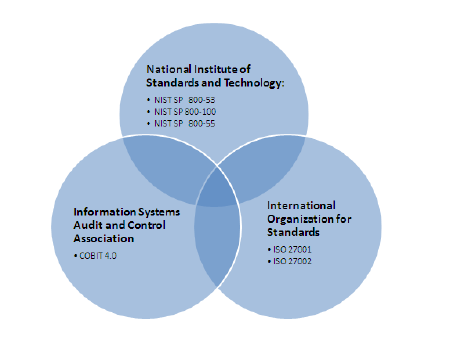 National Institute of
Standards and Technology:
• NIST SP 800-53
• NIST SP 800-100
• NIST SP 800-55
Information Systems
Audit and Control
Association
• COBIT 4.0
International
Organization for
Standards
• ISO 27001
• ISO 27002